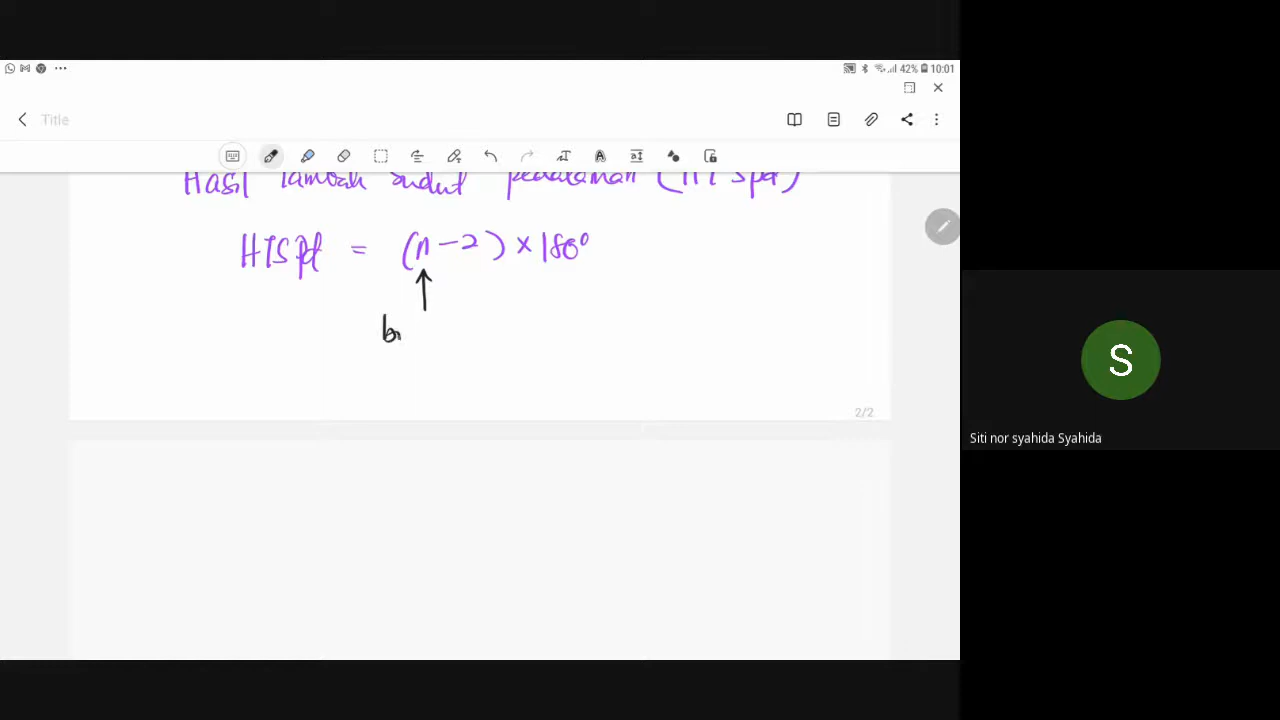 42% 10:01
Title
Hasil tambah sudut pedalaman (HTSpd)
HTSpd = (n-2) × 180°
b
2/2
S
Siti nor syahida Syahida